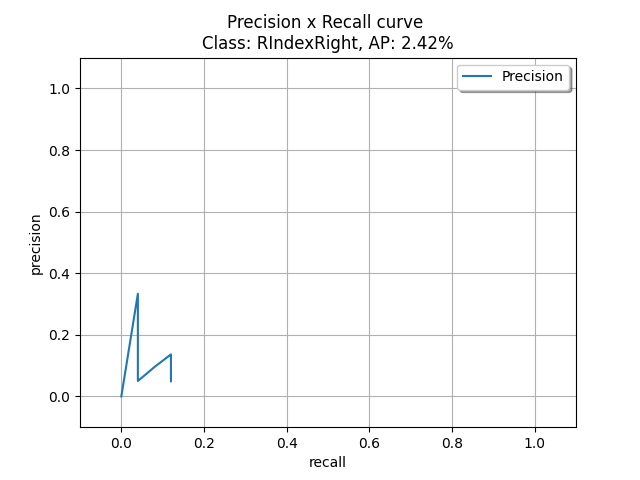 Precision x Recall curve
Class: RIndexRight, AP: 2.42%
Precision
1.0
0.8
0.6
0.4
0.2
0.0
precision
0.0 0.2 0.4 0.6 0.8 1.0
recall